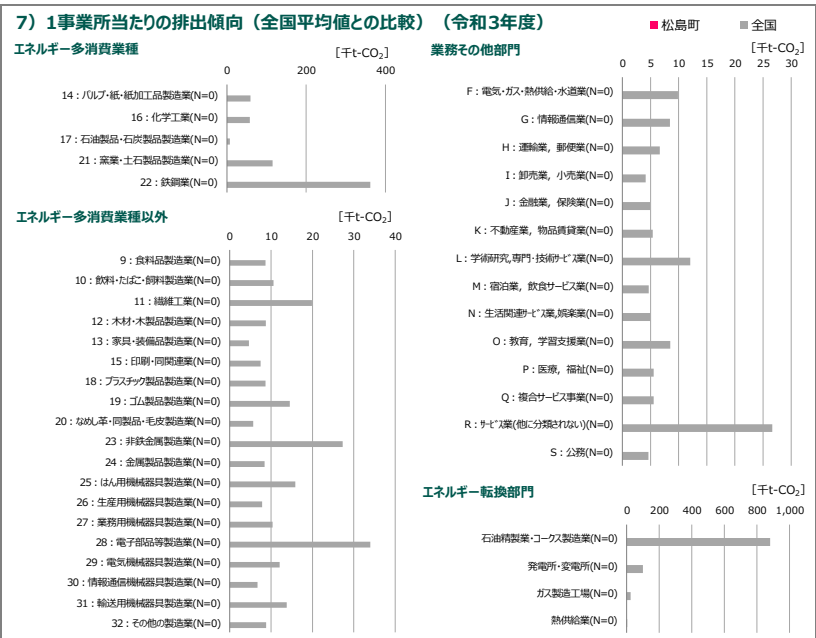 7）1事業所当たりの排出傾向（全国平均値との比較）（令和3年度）
松島町 全国
エネルギー多消費業種
［千t-CO₂］
0 200 400
14：パルプ・紙・紙加工品製造業(N=0)
16：化学工業(N=0)
17：石油製品・石炭製品製造業(N=0)
21：窯業・土石製品製造業(N=0)
22：鉄鋼業(N=0)
エネルギー多消費業種以外
［千t-CO₂］
0 10 20 30 40
9：食料品製造業(N=0)
10：飲料・たばこ・飼料製造業(N=0)
11：繊維工業(N=0)
12：木材・木製品製造業(N=0)
13：家具・装備品製造業(N=0)
15：印刷・同関連業(N=0)
18：プラスチック製品製造業(N=0)
19：ゴム製品製造業(N=0)
20：なめし革・同製品・毛皮製造業(N=0)
23：非鉄金属製造業(N=0)
24：金属製品製造業(N=0)
25：はん用機械器具製造業(N=0)
26：生産用機械器具製造業(N=0)
27：業務用機械器具製造業(N=0)
28：電子部品等製造業(N=0)
29：電気機械器具製造業(N=0)
30：情報通信機械器具製造業(N=0)
31：輸送用機械器具製造業(N=0)
32：その他の製造業(N=0)
業務その他部門
［千t-CO₂］
0 5 10 15 20 25 30
F：電気・ガス・熱供給・水道業(N=0)
G：情報通信業(N=0)
H：運輸業，郵便業(N=0)
I：卸売業，小売業(N=0)
J：金融業，保険業(N=0)
K：不動産業，物品賃貸業(N=0)
L：学術研究,専門・技術ｻｰﾋﾞｽ業(N=0)
M：宿泊業，飲食サービス業(N=0)
N：生活関連ｻｰﾋﾞｽ業,娯楽業(N=0)
O：教育，学習支援業(N=0)
P：医療，福祉(N=0)
Q：複合サービス事業(N=0)
R：ｻｰﾋﾞｽ業(他に分類されない)(N=0)
S：公務(N=0)
エネルギー転換部門
［千t-CO₂］
0 200 400 600 800 1,000
石油精製業・コークス製造業(N=0)
発電所・変電所(N=0)
ガス製造工場(N=0)
熱供給業(N=0)